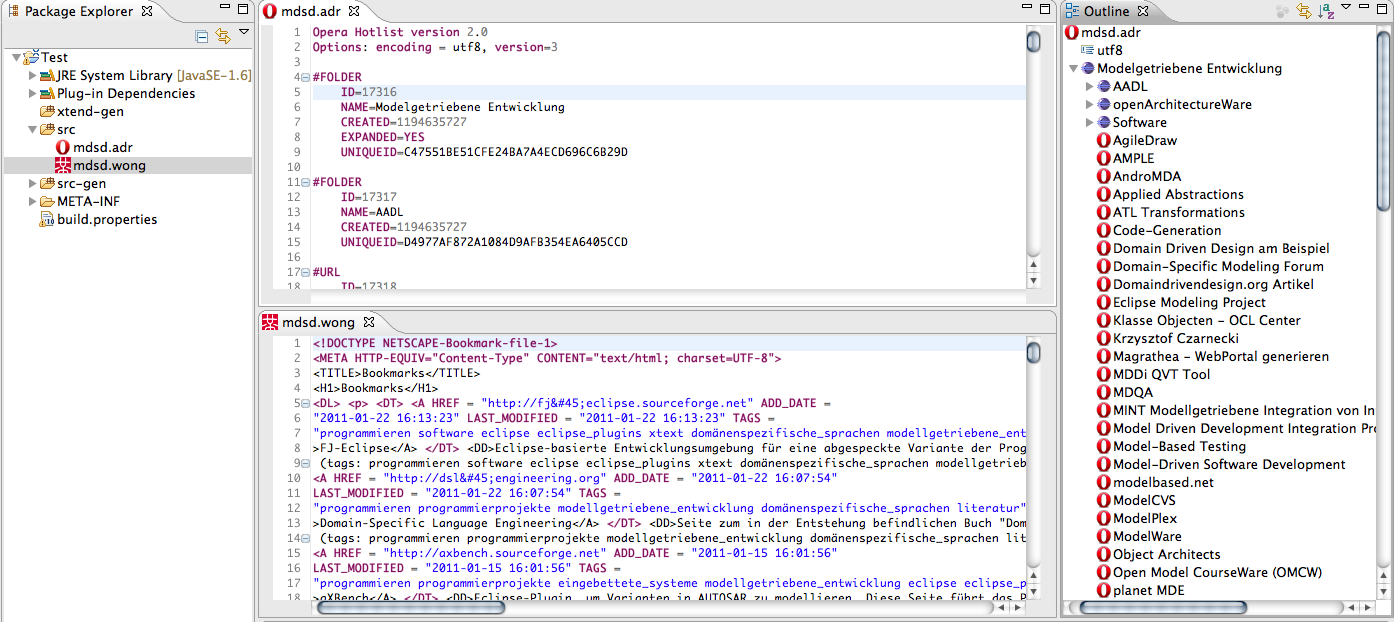 Package Explorer
Test
JRE System Library [JavaSE-1.6]
Plug-in Dependencies
xtend-gen
src
mdsd.adr
mdsd.wong
src-gen
META-INF
build.properties
mdsd.adr
1 Opera Hotlist version 2.0
2 Options: encoding = utf8, version=3
3
4 #FOLDER
5 ID=17316
6 NAME=Modelgetriebene Entwicklung
7 CREATED=1194635727
8 EXPANDED=YES
9 UNIQUEID=C47551BE51CFE24BA7A4ECD696C6B29D
10
11 #FOLDER
12 ID=17317
13 NAME=AADL
14 CREATED=1194635727
15 UNIQUEID=D4977AF872A1084D9AFB354EA6405CCD
16
17 #URL
18 ID=17318
mdsd.wong
1 <!DOCTYPE NETSCAPE-Bookmark-file-1>
2 <META HTTP-EQUIV="Content-Type" CONTENT="text/html; charset=UTF-8">
3 <TITLE>Bookmarks</TITLE>
4 <H1>Bookmarks</H1>
5 <DL> <p> <DT> <A HREF = "http://fj&#45;eclipse.sourceforge.net" ADD_DATE =
6 "2011-01-22 16:13:23" LAST_MODIFIED = "2011-01-22 16:13:23" TAGS =
7 "programmieren software eclipse eclipse_plugins xtext domänenspezifische_sprachen modellgetriebene_ent
8 >FJ-Eclipse</A> </DT> <DD>Eclipse-basierte Entwicklungsumgebung für eine abgespeckte Variante der Prog
9 (tags: programmieren software eclipse eclipse_plugins xtext domänenspezifische_sprachen modellgetrieb
10 <A HREF = "http://dsl&#45;engineering.org" ADD_DATE = "2011-01-22 16:07:54"
11 LAST_MODIFIED = "2011-01-22 16:07:54" TAGS =
12 "programmieren programmierprojekte modellgetriebene_entwicklung domänenspezifische_sprachen literatur"
13 >Domain-Specific Language Engineering</A> </DT> <DD>Seite zum in der Entstehung befindlichen Buch "Dom
14 (tags: programmieren programmierprojekte modellgetriebene_entwicklung domänenspezifische_sprachen lit
15 <A HREF = "http://axbench.sourceforge.net" ADD_DATE = "2011-01-15 16:01:56"
16 LAST_MODIFIED = "2011-01-15 16:01:56" TAGS =
17 "programmieren programmierprojekte eingebettete_systeme modellgetriebene_entwicklung eclipse eclipse_p
18 >aXBench</A> </DT> <DD>Eclipse-Plugin, um Varianten in AUTOSAR zu modellieren. Diese Seite führt das P
Outline
mdsd.adr
utf8
Modelgetriebene Entwicklung
AADL
openArchitectureWare
Software
AgileDraw
AMPLE
AndroMDA
Applied Abstractions
ATL Transformations
Code-Generation
Domain Driven Design am Beispiel
Domain-Specific Modeling Forum
Domaindrivendesign.org Artikel
Eclipse Modeling Project
Klasse Objecten - OCL Center
Krzysztof Czarnecki
Magrathea - WebPortal generieren
MDDi QVT Tool
MDQA
MINT Modellgetriebene Integration von In
Model Driven Development Integration Pr
Model-Based Testing
Model-Driven Software Development
modelbased.net
ModelCVS
ModelPlex
ModelWare
Object Architects
Open Model CourseWare (OMCW)
planet MDE